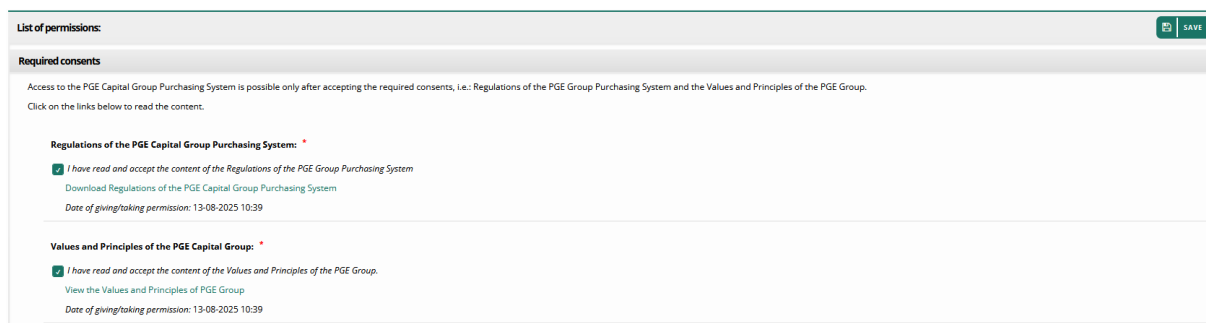 List of permissions:
SAVE
Required consents
Access to the PGE Capital Group Purchasing System is possible only after accepting the required consents, i.e.: Regulations of the PGE Group Purchasing System and the Values and Principles of the PGE Group.
Click on the links below to read the content.
Regulations of the PGE Capital Group Purchasing System: *
I have read and accept the content of the Regulations of the PGE Group Purchasing System
Download Regulations of the PGE Capital Group Purchasing System
Date of giving/taking permission: 13-08-2025 10:39
Values and Principles of the PGE Capital Group: *
I have read and accept the content of the Values and Principles of the PGE Group.
View the Values and Principles of PGE Group
Date of giving/taking permission: 13-08-2025 10:39